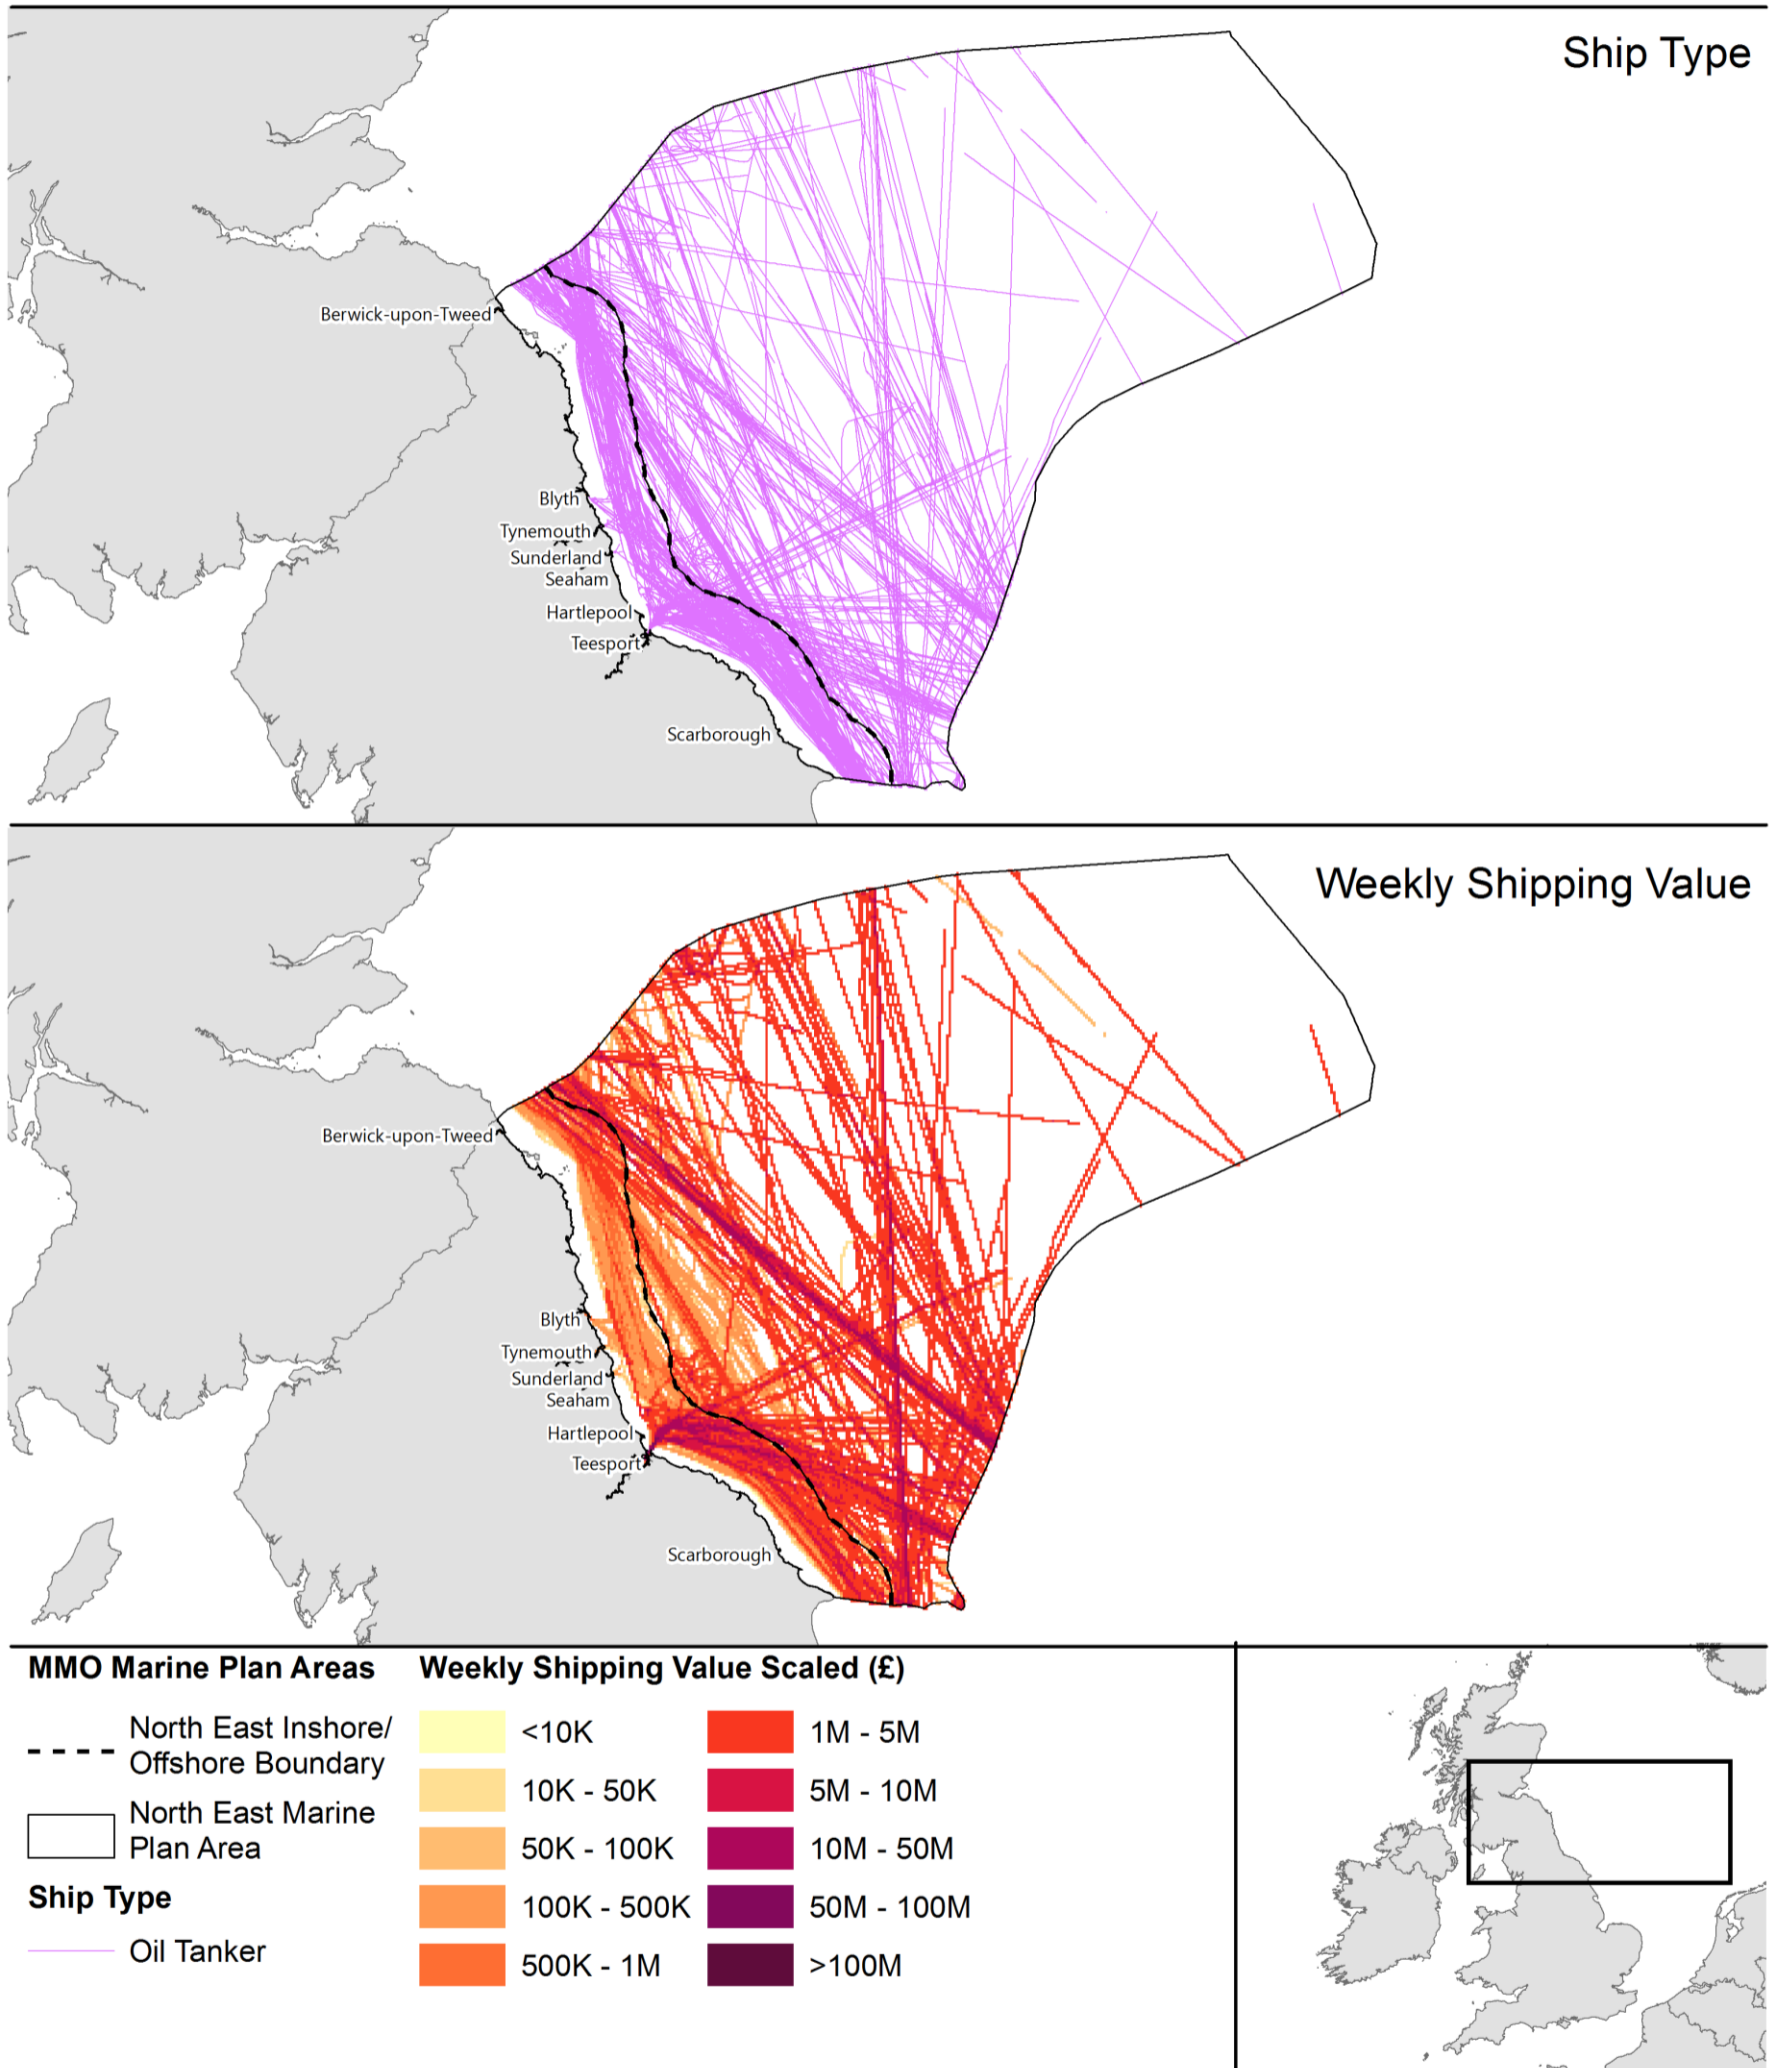 Ship Type
Berwick-upon-Tweed
Blyth
Tynemouth
Sunderland
Seaham
Hartlepool
Teesport
Scarborough
Weekly Shipping Value
Berwick-upon-Tweed
Blyth
Tynemouth
Sunderland
Seaham
Hartlepool
Teesport
Scarborough
MMO Marine Plan Areas
North East Inshore/
Offshore Boundary
North East Marine
Plan Area
Ship Type
Oil Tanker
Weekly Shipping Value Scaled (£)
<10K
10K - 50K
50K - 100K
100K - 500K
500K - 1M
1M - 5M
5M - 10M
10M - 50M
50M - 100M
>100M